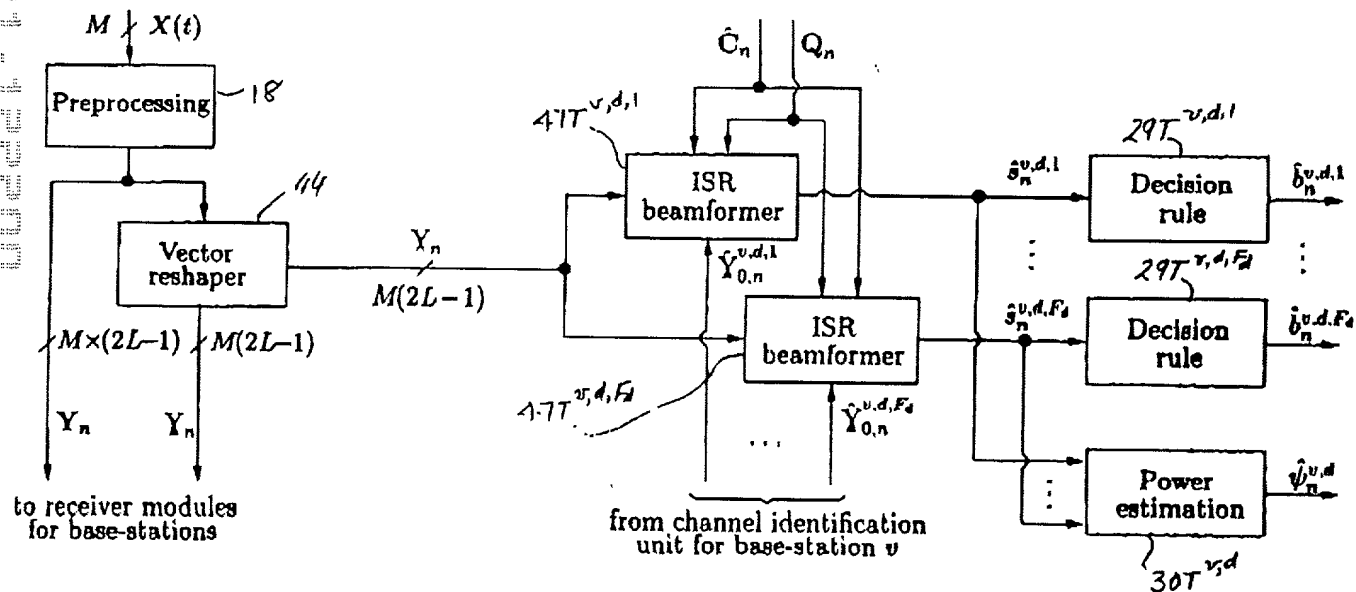 M X(t)
Preprocessing
18
44
Vector
reshaper
Y_n
M(2L−1)
M×(2L−1)
M(2L−1)
Y_n
Y_n
to receiver modules
for base-stations
Ĉ_n
Q_n
47T^{v,d,1}
ISR
beamformer
Ŷ_{0,n}^{v,d,1}
ISR
beamformer
47T^{v,d,F_d}
Ŷ_{0,n}^{v,d,F_d}
...
from channel identification
unit for base-station v
ŝ_n^{v,d,1}
29T^{v,d,1}
Decision
rule
b̂_n^{v,d,1}
⋮
⋮
29T^{v,d,F_d}
ŝ_n^{v,d,F_d}
Decision
rule
b̂_n^{v,d,F_d}
⋮
Power
estimation
ψ̂_n^{v,d}
30T^{v,d}